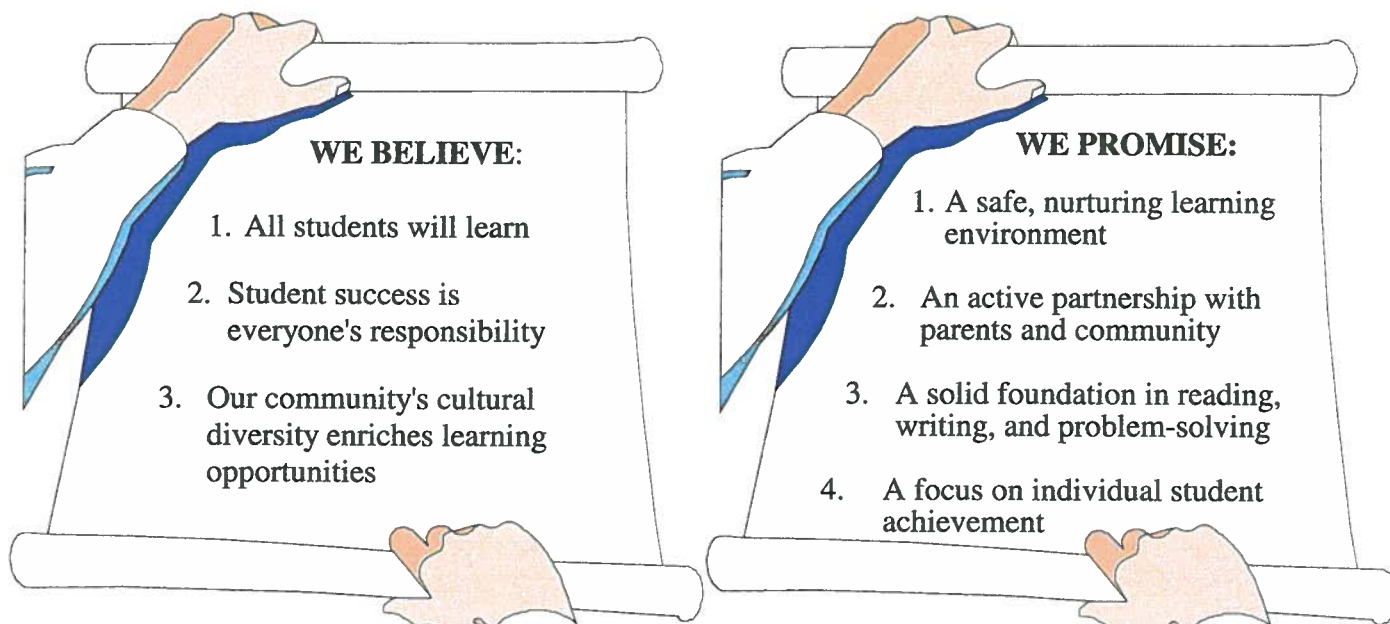 WE BELIEVE:
1. All students will learn
2. Student success is
everyone's responsibility
3. Our community's cultural
diversity enriches learning
opportunities
WE PROMISE:
1. A safe, nurturing learning
environment
2. An active partnership with
parents and community
3. A solid foundation in reading,
writing, and problem-solving
4. A focus on individual student
achievement